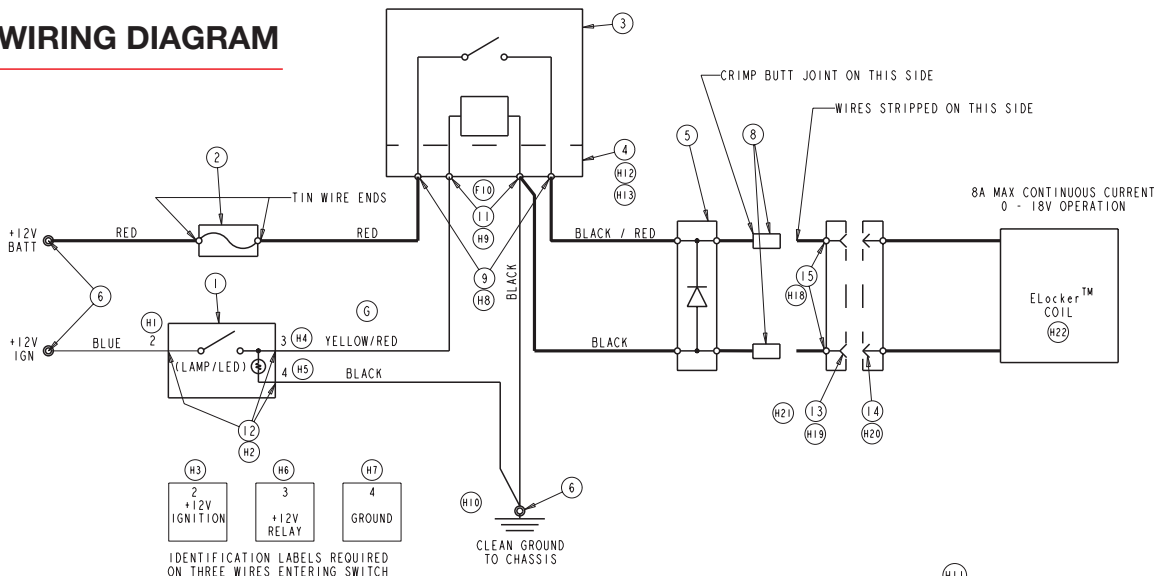 WIRING DIAGRAM
3
CRIMP BUTT JOINT ON THIS SIDE
WIRES STRIPPED ON THIS SIDE
2
5
8
4
H12
H13
TIN WIRE ENDS
F10
11
H9
8A MAX CONTINUOUS CURRENT
0 - 18V OPERATION
+12V
BATT
RED
RED
BLACK / RED
9
H8
BLACK
15
H18
ELocker™
COIL
H22
6
1
G
H1
2
+12V
IGN
BLUE
3
H4
YELLOW/RED
BLACK
(LAMP/LED)
4
H5
BLACK
12
H2
H21
13
H19
14
H20
H3
H6
H7
2
+12V
IGNITION
3
+12V
RELAY
4
GROUND
H10
6
CLEAN GROUND
TO CHASSIS
IDENTIFICATION LABELS REQUIRED
ON THREE WIRES ENTERING SWITCH
H11